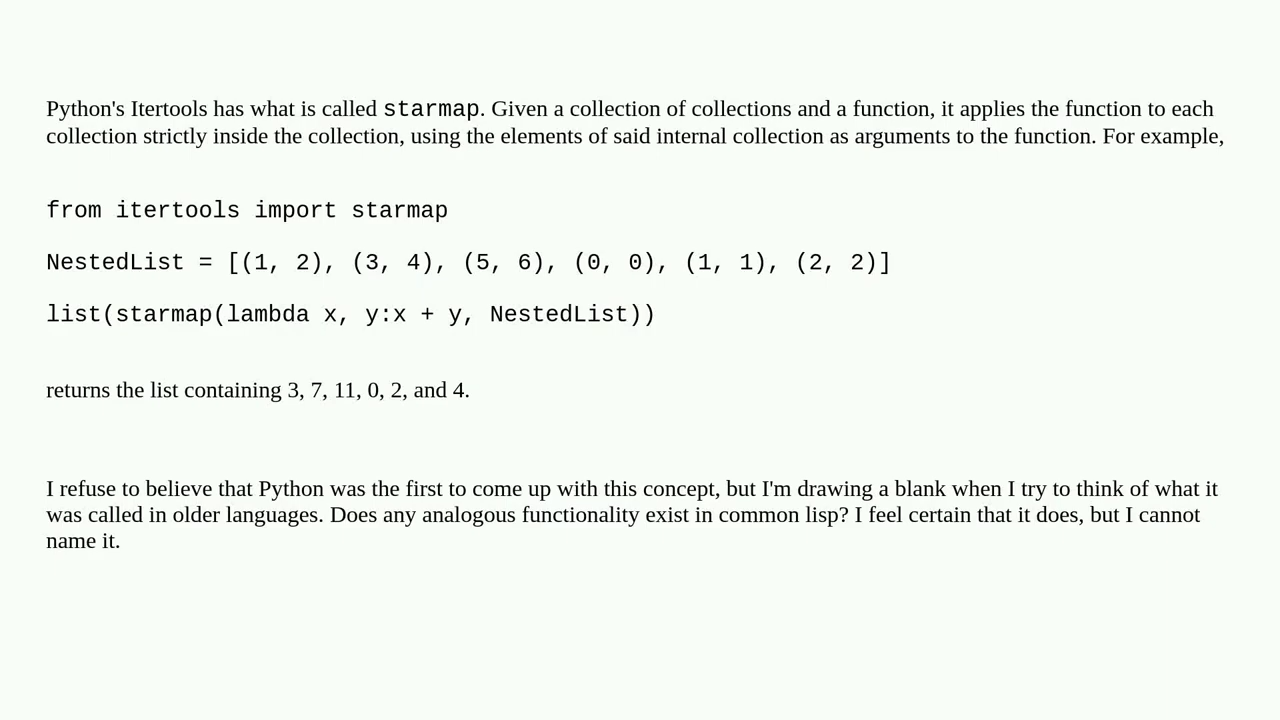 Python's Itertools has what is called starmap. Given a collection of collections and a function, it applies the function to each
collection strictly inside the collection, using the elements of said internal collection as arguments to the function. For example,
from itertools import starmap
NestedList = [(1, 2), (3, 4), (5, 6), (0, 0), (1, 1), (2, 2)]
list(starmap(lambda x, y:x + y, NestedList))
returns the list containing 3, 7, 11, 0, 2, and 4.
I refuse to believe that Python was the first to come up with this concept, but I'm drawing a blank when I try to think of what it
was called in older languages. Does any analogous functionality exist in common lisp? I feel certain that it does, but I cannot
name it.